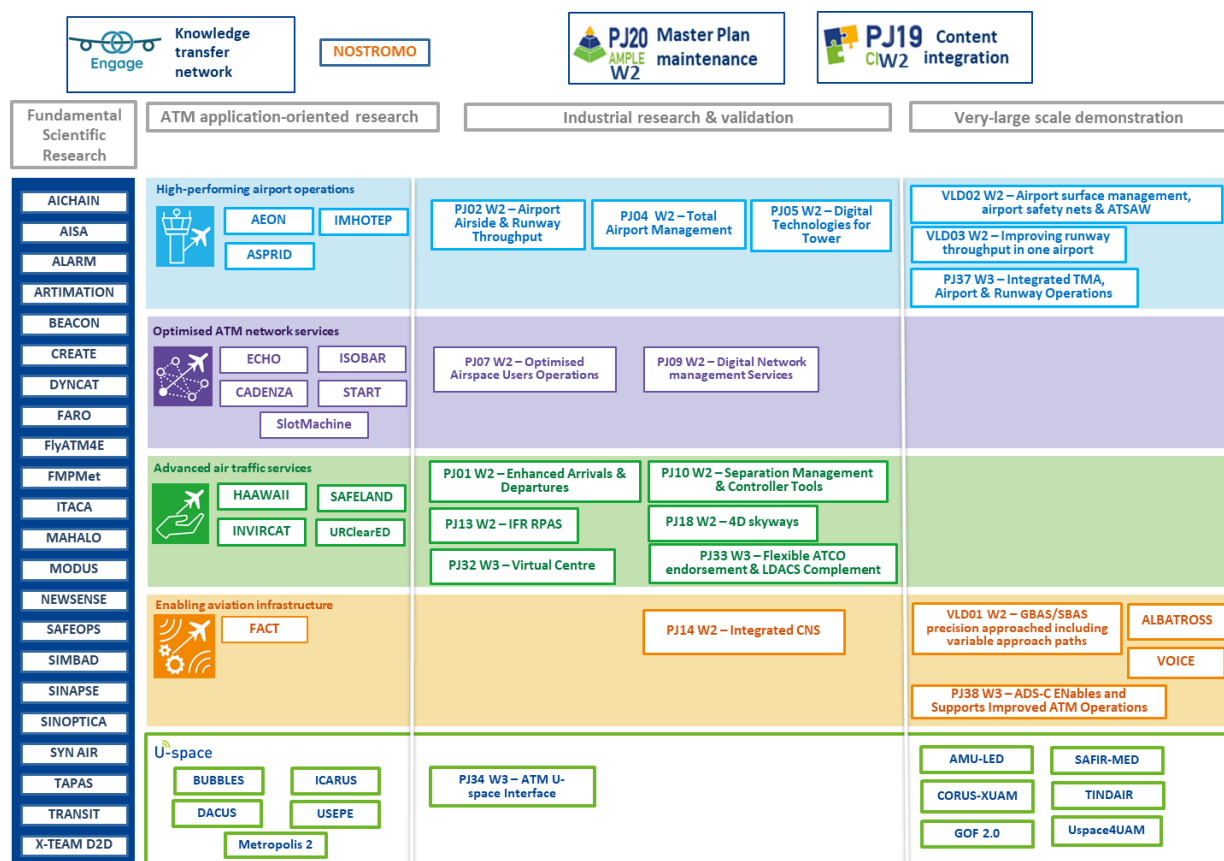 Engage
Knowledge
transfer
network
NOSTROMO
PJ20
AMPLE
W2
Master Plan
maintenance
PJ19
CI W2
Content
integration
Fundamental
Scientific
Research
ATM application-oriented research
Industrial research & validation
Very-large scale demonstration
AICHAIN
AISA
ALARM
ARTIMATION
BEACON
CREATE
DYNCAT
FARO
FlyATM4E
FMPMet
ITACA
MAHALO
MODUS
NEWSENSE
SAFEOPS
SIMBAD
SINAPSE
SINOPTICA
SYN AIR
TAPAS
TRANSIT
X-TEAM D2D
High-performing airport operations
AEON
IMHOTEP
ASPRID
PJ02 W2 – Airport
Airside & Runway
Throughput
PJ04 W2 – Total
Airport Management
PJ05 W2 – Digital
Technologies for
Tower
VLD02 W2 – Airport surface management,
airport safety nets & ATSAW
VLD03 W2 – Improving runway
throughput in one airport
PJ37 W3 – Integrated TMA,
Airport & Runway Operations
Optimised ATM network services
ECHO
ISOBAR
CADENZA
START
SlotMachine
PJ07 W2 – Optimised
Airspace Users Operations
PJ09 W2 – Digital Network
management Services
Advanced air traffic services
HAAWAII
SAFELAND
INVIRCAT
URClearED
PJ01 W2 – Enhanced Arrivals &
Departures
PJ10 W2 – Separation Management
& Controller Tools
PJ13 W2 – IFR RPAS
PJ18 W2 – 4D skyways
PJ32 W3 – Virtual Centre
PJ33 W3 – Flexible ATCO
endorsement & LDACS Complement
Enabling aviation infrastructure
FACT
PJ14 W2 – Integrated CNS
VLD01 W2 – GBAS/SBAS
precision approached including
variable approach paths
ALBATROSS
VOICE
PJ38 W3 – ADS-C ENables and
Supports Improved ATM Operations
U-space
BUBBLES
ICARUS
DACUS
USEPE
Metropolis 2
PJ34 W3 – ATM U-
space Interface
AMU-LED
SAFIR-MED
CORUS-XUAM
TINDAIR
GOF 2.0
Uspace4UAM